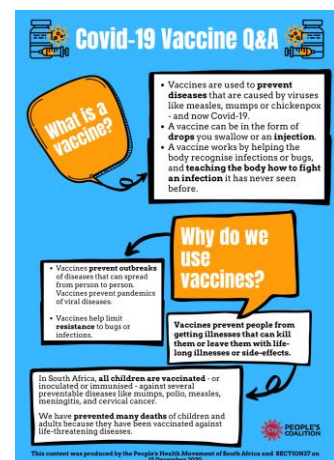 Covid-19 Vaccine Q&A
What is a
vaccine?
• Vaccines are used to prevent
diseases that are caused by viruses
like measles, mumps or chickenpox
- and now Covid-19.
• A vaccine can be in the form of
drops you swallow or an injection.
• A vaccine works by helping the
body recognise infections or bugs,
and teaching the body how to fight
an infection it has never seen
before.
Why do we
use
vaccines?
• Vaccines prevent outbreaks
of diseases that can spread
from person to person.
Vaccines prevent pandemics
of viral diseases.
• Vaccines help limit
resistance to bugs or
infections.
Vaccines prevent people from
getting illnesses that can kill
them or leave them with life-
long illnesses or side-effects.
In South Africa, all children are vaccinated - or
inoculated or immunised - against several
preventable diseases like mumps, polio, measles,
meningitis, and cervical cancer.
We have prevented many deaths of children and
adults because they have been vaccinated against
life-threatening diseases.
PEOPLE'S
COALITION
This content was produced by the People's Health Movement of South Africa and SECTION27 on
15 December 2020